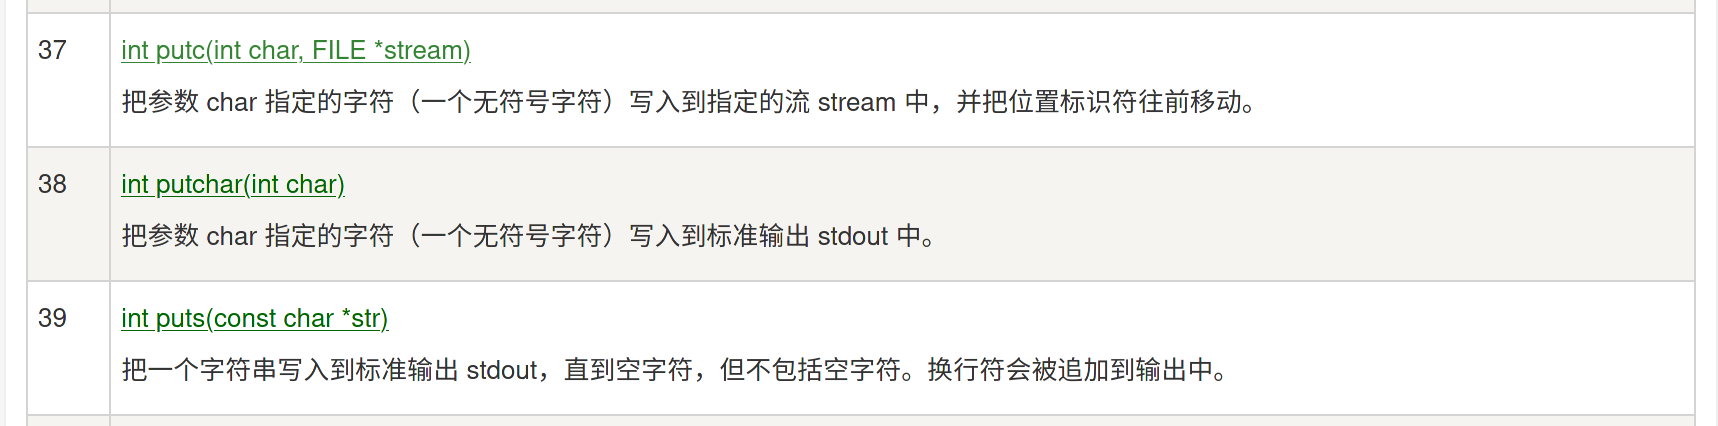 37
int putc(int char, FILE *stream)
把参数 char 指定的字符（一个无符号字符）写入到指定的流 stream 中，并把位置标识符往前移动。
38
int putchar(int char)
把参数 char 指定的字符（一个无符号字符）写入到标准输出 stdout 中。
39
int puts(const char *str)
把一个字符串写入到标准输出 stdout，直到空字符，但不包括空字符。换行符会被追加到输出中。